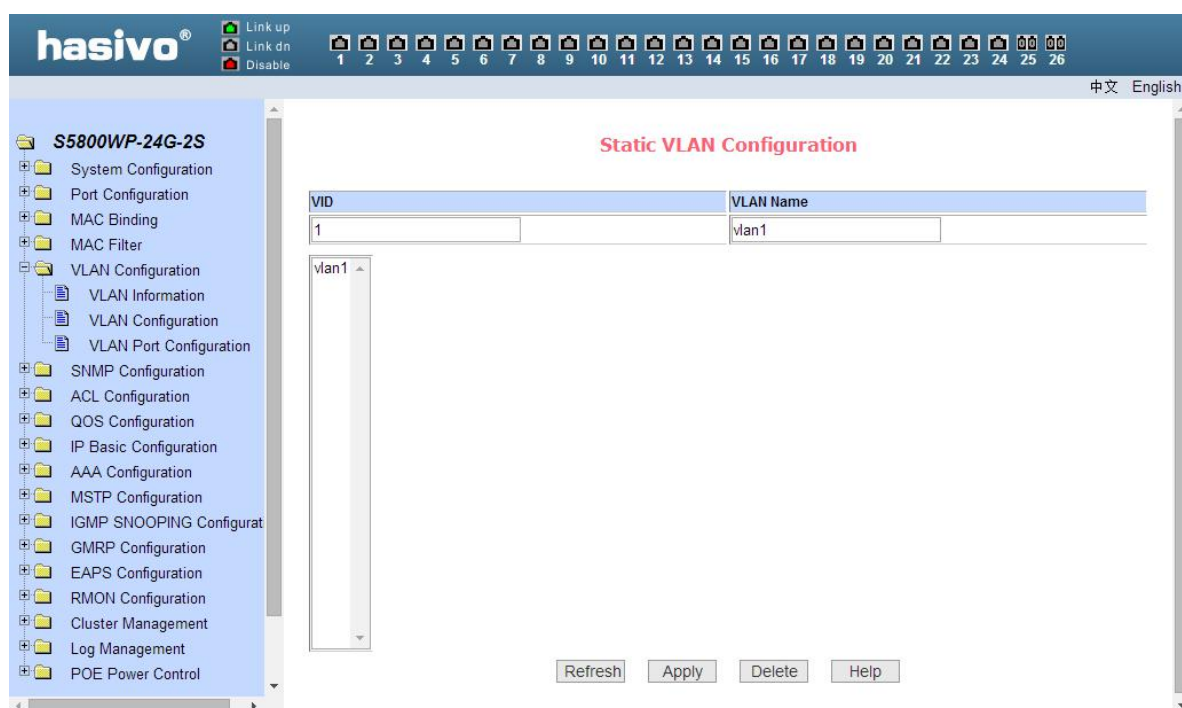 hasivo®
Link up
Link dn
Disable
1 2 3 4 5 6 7 8 9 10 11 12 13 14 15 16 17 18 19 20 21 22 23 24 25 26
中文 English
S5800WP-24G-2S
System Configuration
Port Configuration
MAC Binding
MAC Filter
VLAN Configuration
VLAN Information
VLAN Configuration
VLAN Port Configuration
SNMP Configuration
ACL Configuration
QOS Configuration
IP Basic Configuration
AAA Configuration
MSTP Configuration
IGMP SNOOPING Configurat
GMRP Configuration
EAPS Configuration
RMON Configuration
Cluster Management
Log Management
POE Power Control
Static VLAN Configuration
VID VLAN Name
1 vlan1
vlan1
Refresh Apply Delete Help